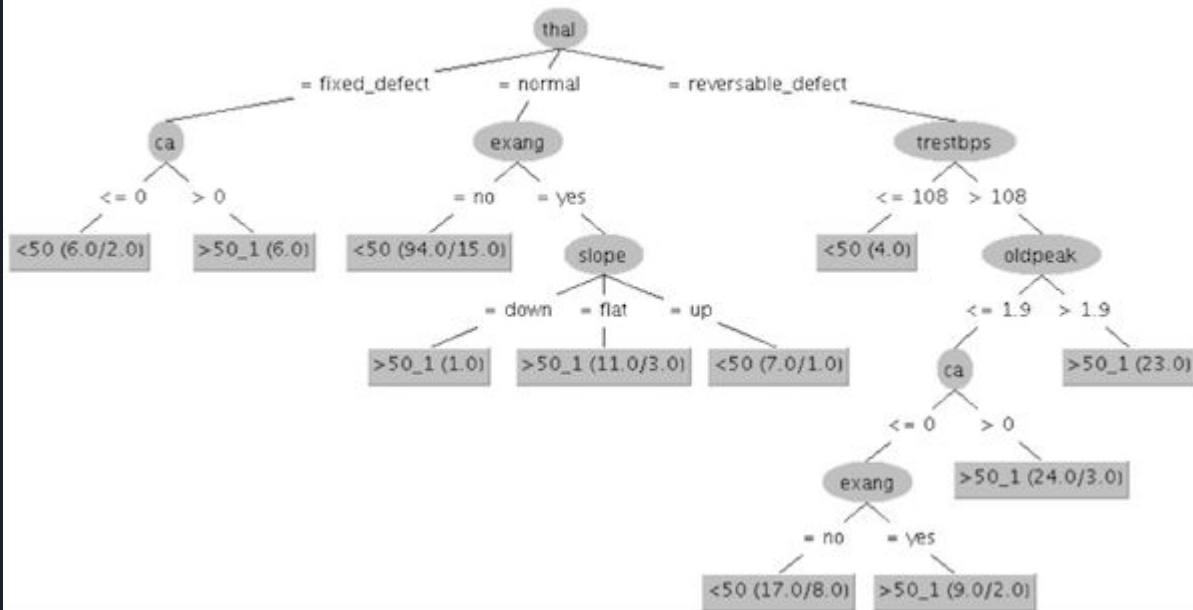 thal
= fixed_defect = normal = reversable_defect
ca exang trestbps
<= 0 > 0 = no = yes <= 108 > 108
<50 (6.0/2.0) >50_1 (6.0) <50 (94.0/15.0) slope <50 (4.0) oldpeak
= down = flat = up <= 1.9 > 1.9
>50_1 (1.0) >50_1 (11.0/3.0) <50 (7.0/1.0) ca >50_1 (23.0)
<= 0 > 0
exang >50_1 (24.0/3.0)
= no = yes
<50 (17.0/8.0) >50_1 (9.0/2.0)